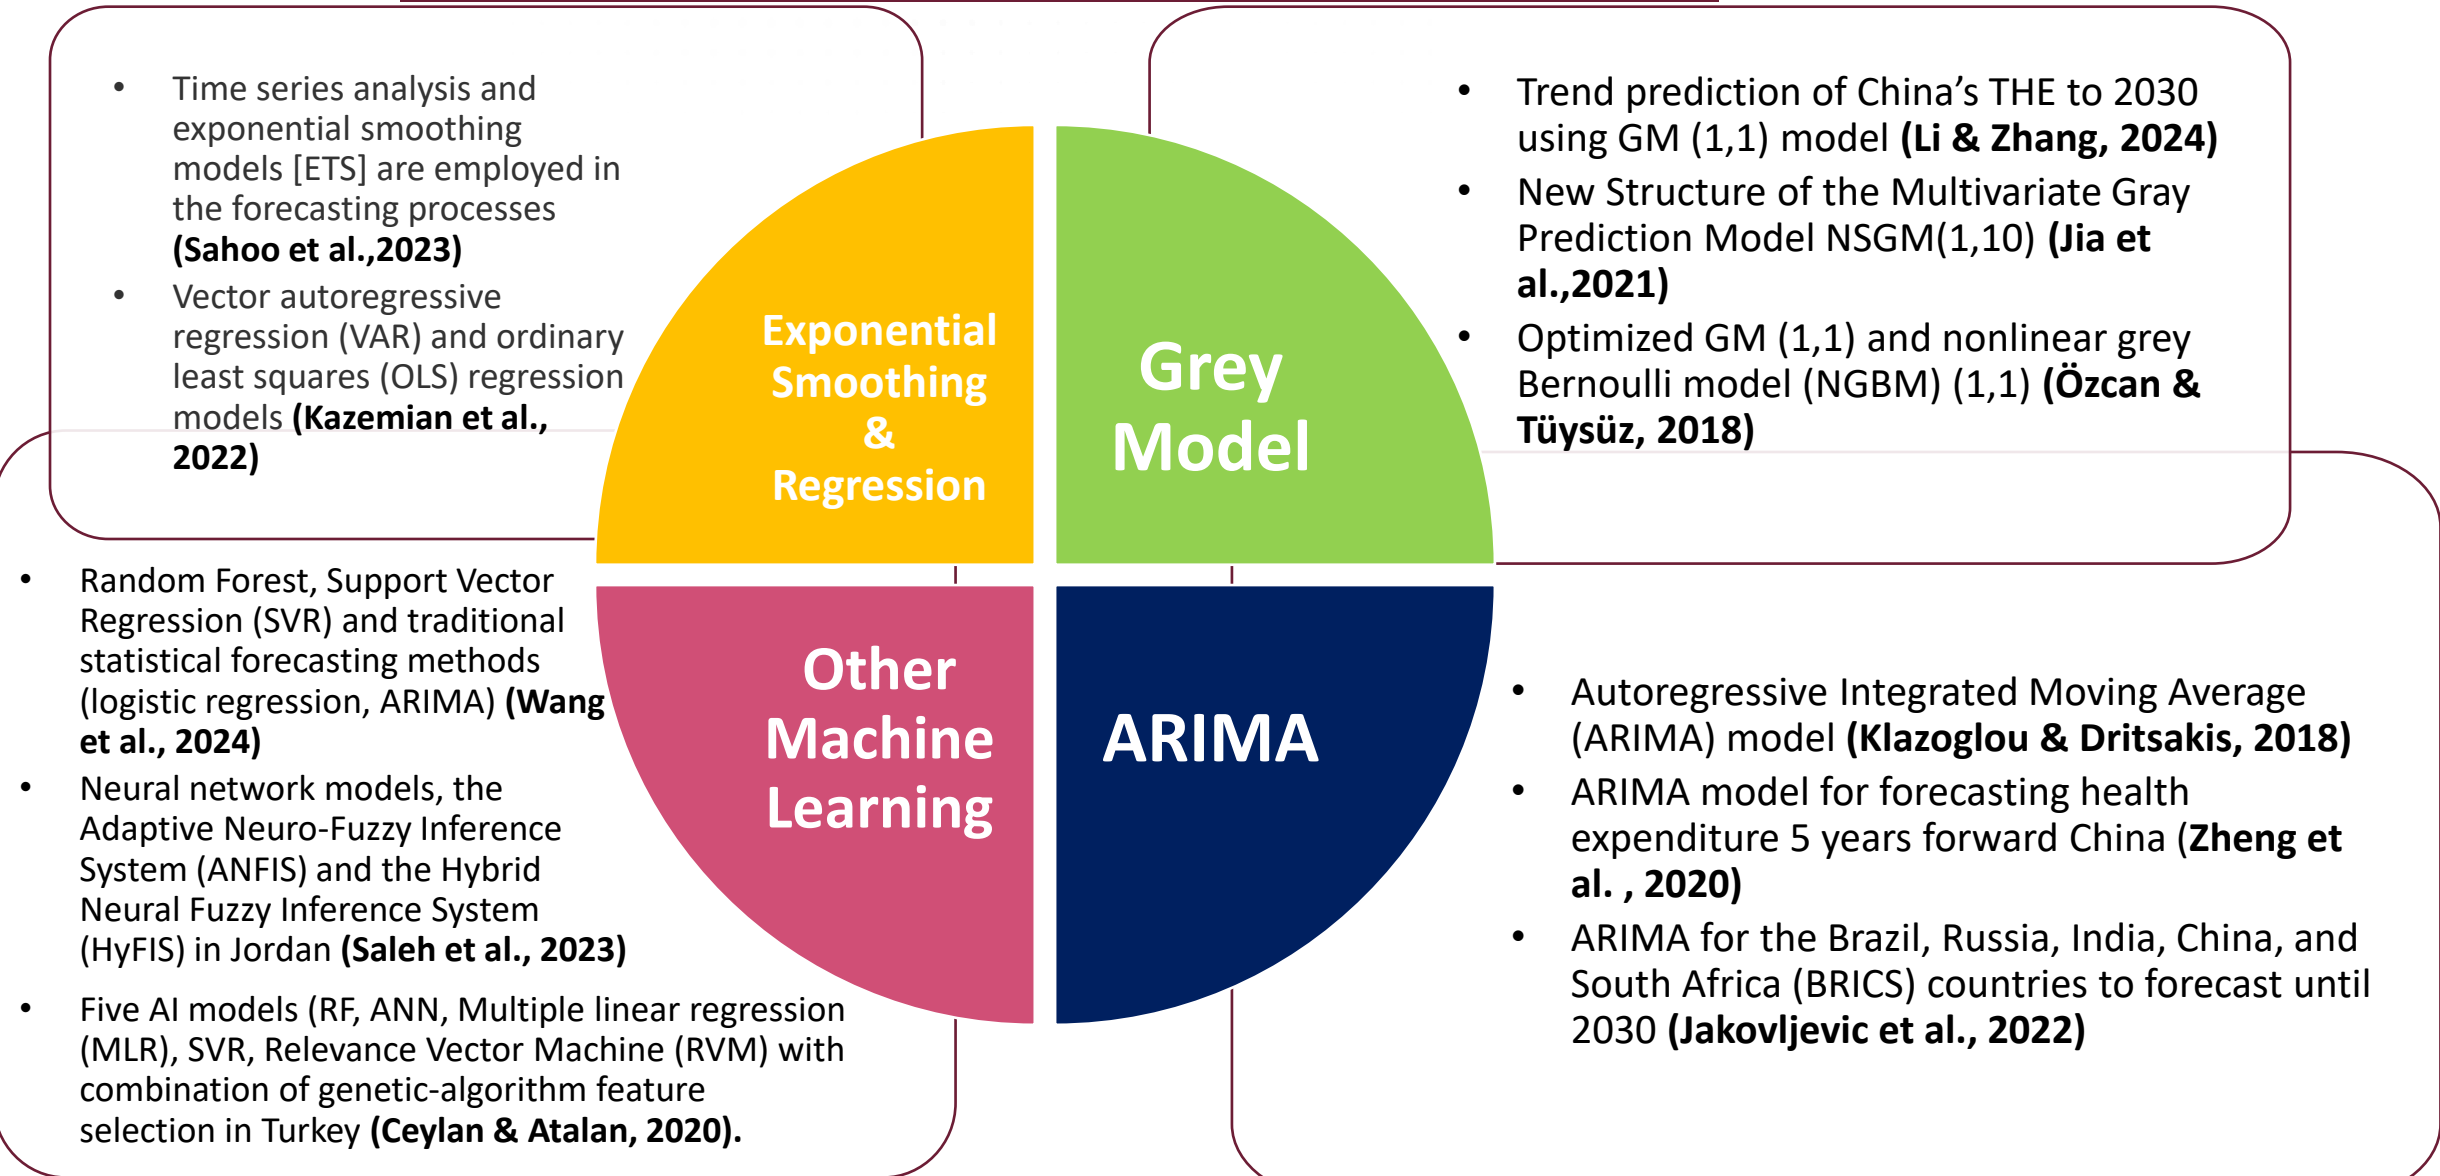 • Time series analysis and
exponential smoothing
models [ETS] are employed in
the forecasting processes
(Sahoo et al.,2023)
• Vector autoregressive
regression (VAR) and ordinary
least squares (OLS) regression
models (Kazemian et al.,
2022)
Exponential
Smoothing
&
Regression
Grey
Model
• Trend prediction of China’s THE to 2030
using GM (1,1) model (Li & Zhang, 2024)
• New Structure of the Multivariate Gray
Prediction Model NSGM(1,10) (Jia et
al.,2021)
• Optimized GM (1,1) and nonlinear grey
Bernoulli model (NGBM) (1,1) (Özcan &
Tüysüz, 2018)
• Random Forest, Support Vector
Regression (SVR) and traditional
statistical forecasting methods
(logistic regression, ARIMA) (Wang
et al., 2024)
• Neural network models, the
Adaptive Neuro-Fuzzy Inference
System (ANFIS) and the Hybrid
Neural Fuzzy Inference System
(HyFIS) in Jordan (Saleh et al., 2023)
• Five AI models (RF, ANN, Multiple linear regression
(MLR), SVR, Relevance Vector Machine (RVM) with
combination of genetic-algorithm feature
selection in Turkey (Ceylan & Atalan, 2020).
Other
Machine
Learning
ARIMA
• Autoregressive Integrated Moving Average
(ARIMA) model (Klazoglou & Dritsakis, 2018)
• ARIMA model for forecasting health
expenditure 5 years forward China (Zheng et
al. , 2020)
• ARIMA for the Brazil, Russia, India, China, and
South Africa (BRICS) countries to forecast until
2030 (Jakovljevic et al., 2022)